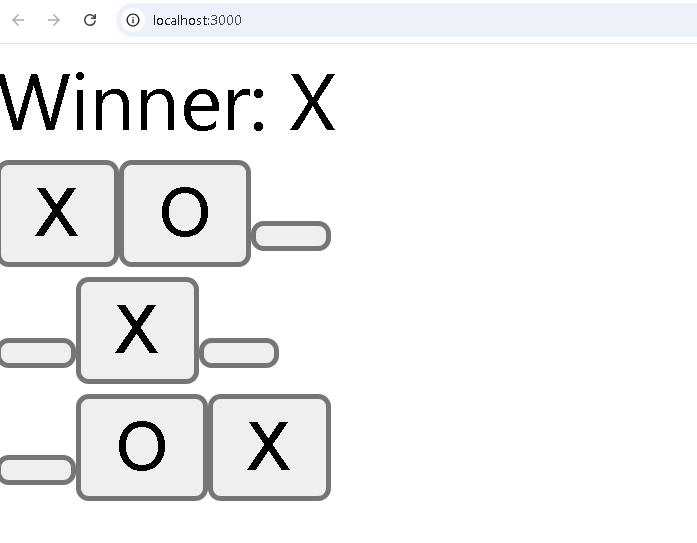 localhost:3000
Winner: X
X O
X
O X